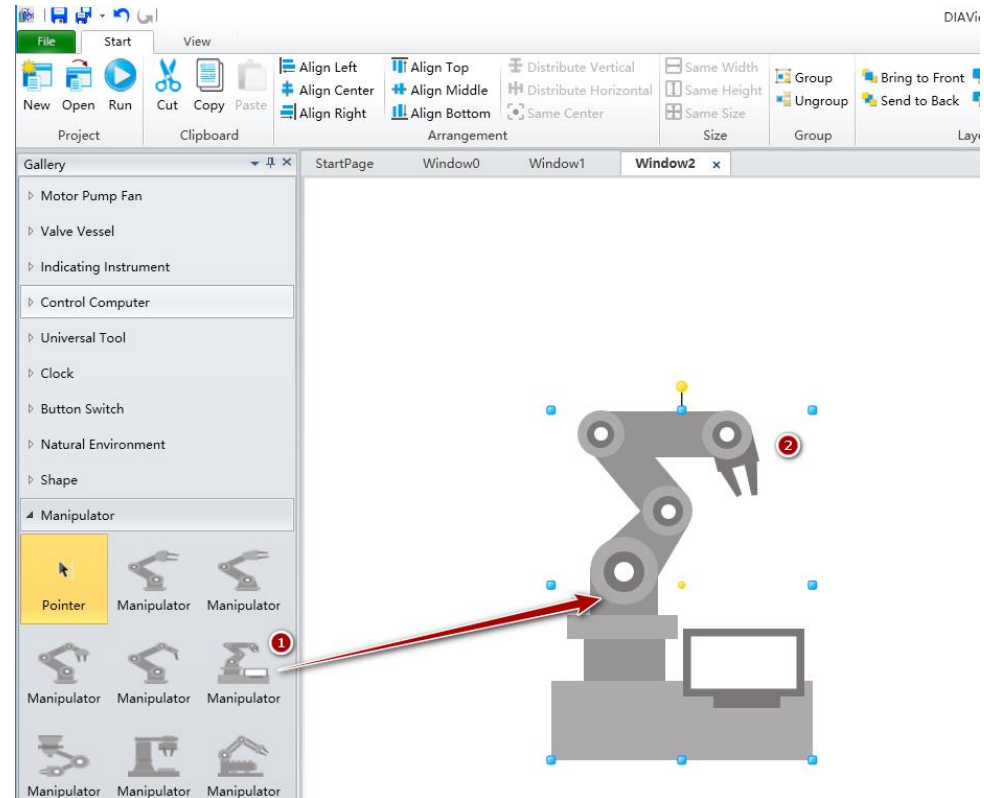 DIAVie
File Start View
Align Left Align Top Distribute Vertical Same Width
Group Bring to Front
Align Center Align Middle Distribute Horizontal Same Height
New Open Run Cut Copy Paste Ungroup Send to Back
Align Right Align Bottom Same Center Same Size
Project Clipboard Arrangement Size Group Laye
Gallery StartPage Window0 Window1 Window2
Motor Pump Fan
Valve Vessel
Indicating Instrument
Control Computer
Universal Tool
Clock
Button Switch
2
Natural Environment
Shape
Manipulator
Pointer Manipulator Manipulator
1
Manipulator Manipulator Manipulator
Manipulator Manipulator Manipulator